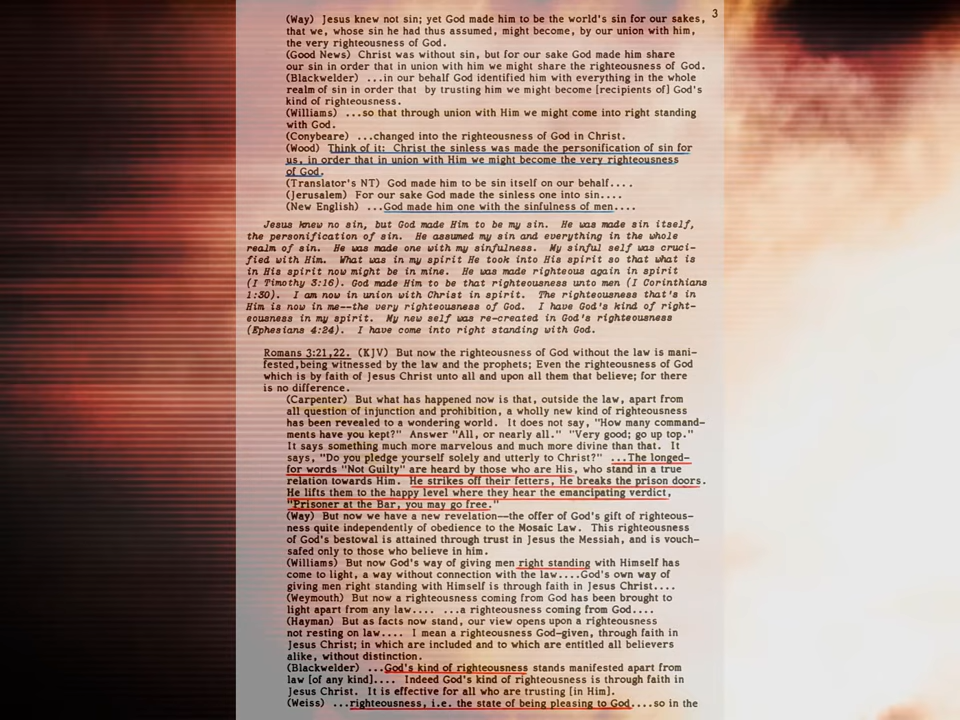 3
(Way) Jesus knew not sin; yet God made him to be the world's sin for our sakes,
that we, whose sin he had thus assumed, might become, by our union with him,
the very righteousness of God.
(Good News) Christ was without sin, but for our sake God made him share
our sin in order that in union with him we might share the righteousness of God.
(Blackwelder) ...in our behalf God identified him with everything in the whole
realm of sin in order that by trusting him we might become [recipients of] God's
kind of righteousness.
(Williams) ...so that through union with Him we might come into right standing
with God.
(Conybeare) ...changed into the righteousness of God in Christ.
(Wood) Think of it: Christ the sinless was made the personification of sin for
us, in order that in union with Him we might become the very righteousness
of God.
(Translator's NT) God made him to be sin itself on our behalf....
(Jerusalem) For our sake God made the sinless one into sin....
(New English) ...God made him one with the sinfulness of men....
Jesus knew no sin, but God made Him to be my sin. He was made sin itself,
the personification of sin. He assumed my sin and everything in the whole
realm of sin. He was made one with my sinfulness. My sinful self was cruci-
fied with Him. What was in my spirit He took into His spirit so that what is
in His spirit now might be in mine. He was made righteous again in spirit
(I Timothy 3:16). God made Him to be that righteousness unto men (I Corinthians
1:30). I am now in union with Christ in spirit. The righteousness that's in
Him is now in me--the very righteousness of God. I have God's kind of right-
eousness in my spirit. My new self was re-created in God's righteousness
(Ephesians 4:24). I have come into right standing with God.
Romans 3:21,22. (KJV) But now the righteousness of God without the law is mani-
fested,being witnessed by the law and the prophets; Even the righteousness of God
which is by faith of Jesus Christ unto all and upon all them that believe; for there
is no difference.
(Carpenter) But what has happened now is that, outside the law, apart from
all question of injunction and prohibition, a wholly new kind of righteousness
has been revealed to a wondering world. It does not say, "How many command-
ments have you kept?" Answer "All, or nearly all." "Very good; go up top."
It says something much more marvelous and much more divine than that. It
says, "Do you pledge yourself solely and utterly to Christ?" ...The longed-
for words "Not Guilty" are heard by those who are His, who stand in a true
relation towards Him. He strikes off their fetters, He breaks the prison doors.
He lifts them to the happy level where they hear the emancipating verdict,
"Prisoner at the Bar, you may go free."
(Way) But now we have a new revelation--the offer of God's gift of righteous-
ness quite independently of obedience to the Mosaic Law. This righteousness
of God's bestowal is attained through trust in Jesus the Messiah, and is vouch-
safed only to those who believe in him.
(Williams) But now God's way of giving men right standing with Himself has
come to light, a way without connection with the law....God's own way of
giving men right standing with Himself is through faith in Jesus Christ....
(Weymouth) But now a righteousness coming from God has been brought to
light apart from any law.... ...a righteousness coming from God....
(Hayman) But as facts now stand, our view opens upon a righteousness
not resting on law.... I mean a righteousness God-given, through faith in
Jesus Christ; in which are included and to which are entitled all believers
alike, without distinction.
(Blackwelder) ...God's kind of righteousness stands manifested apart from
law [of any kind].... Indeed God's kind of righteousness is through faith in
Jesus Christ. It is effective for all who are trusting [in Him].
(Weiss) ...righteousness, i.e. the state of being pleasing to God....so in the